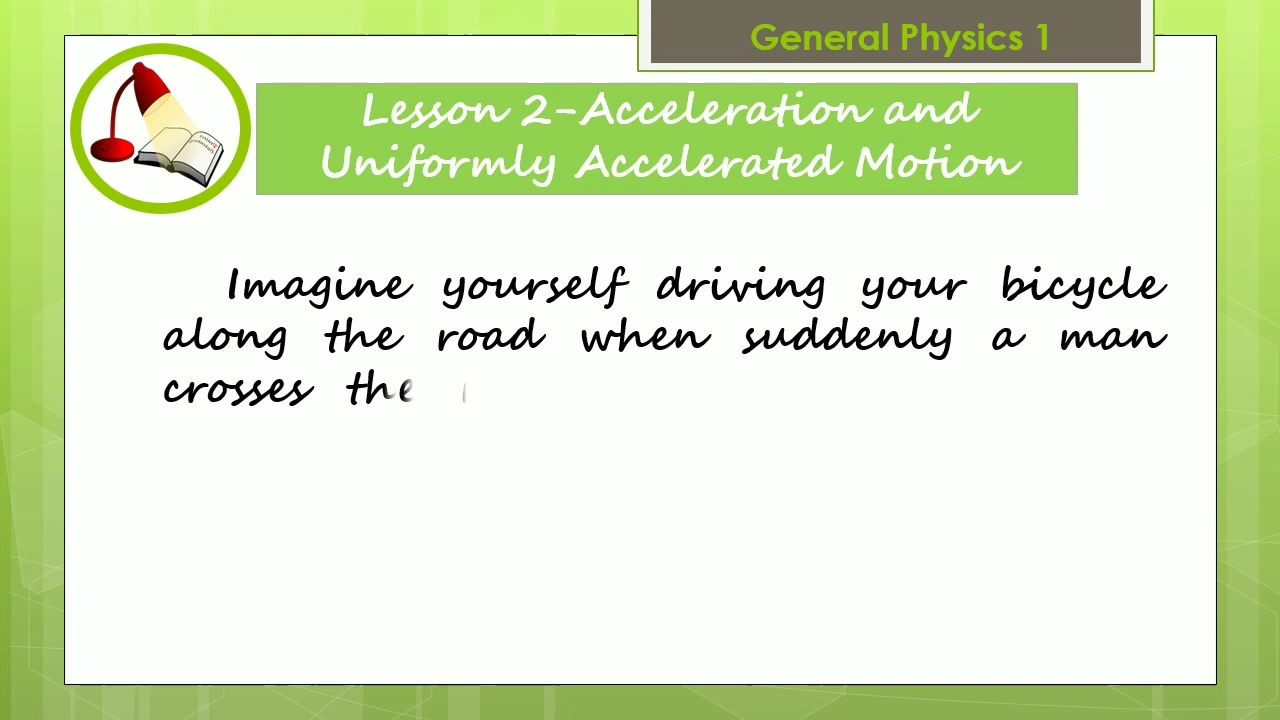 General Physics 1
Lesson 2-Acceleration and
Uniformly Accelerated Motion
Imagine yourself driving your bicycle
along the road when suddenly a man
crosses the